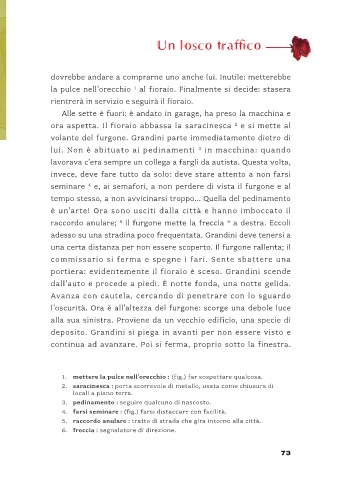 Un losco traffico
dovrebbe andare a comprarne uno anche lui. Inutile: metterebbe
la pulce nell'orecchio 1 al fioraio. Finalmente si decide: stasera
rientrerà in servizio e seguirà il fioraio.
Alle sette è fuori: è andato in garage, ha preso la macchina e
ora aspetta. Il fioraio abbassa la saracinesca 2 e si mette al
volante del furgone. Grandini parte immediatamente dietro di
lui. Non è abituato ai pedinamenti 3 in macchina: quando
lavorava c'era sempre un collega a fargli da autista. Questa volta,
invece, deve fare tutto da solo: deve stare attento a non farsi
seminare 4 e, ai semafori, a non perdere di vista il furgone e al
tempo stesso, a non avvicinarsi troppo... Quella del pedinamento
è un'arte! Ora sono usciti dalla città e hanno imboccato il
raccordo anulare; 5 il furgone mette la freccia 6 a destra. Eccoli
adesso su una stradina poco frequentata. Grandini deve tenersi a
una certa distanza per non essere scoperto. Il furgone rallenta; il
commissario si ferma e spegne i fari. Sente sbattere una
portiera: evidentemente il fioraio è sceso. Grandini scende
dall'auto e procede a piedi. È notte fonda, una notte gelida.
Avanza con cautela, cercando di penetrare con lo sguardo
l'oscurità. Ora è all'altezza del furgone: scorge una debole luce
alla sua sinistra. Proviene da un vecchio edificio, una specie di
deposito. Grandini si piega in avanti per non essere visto e
continua ad avanzare. Poi si ferma, proprio sotto la finestra.
1. mettere la pulce nell'orecchio : (fig.) far sospettare qualcosa.
2. saracinesca : porta scorrevole di metallo, usata come chiusura di
locali a piano terra.
3. pedinamento : seguire qualcuno di nascosto.
4. farsi seminare : (fig.) farsi distaccare con facilità.
5. raccordo anulare : tratto di strada che gira intorno alla città.
6. freccia : segnalatore di direzione.
73